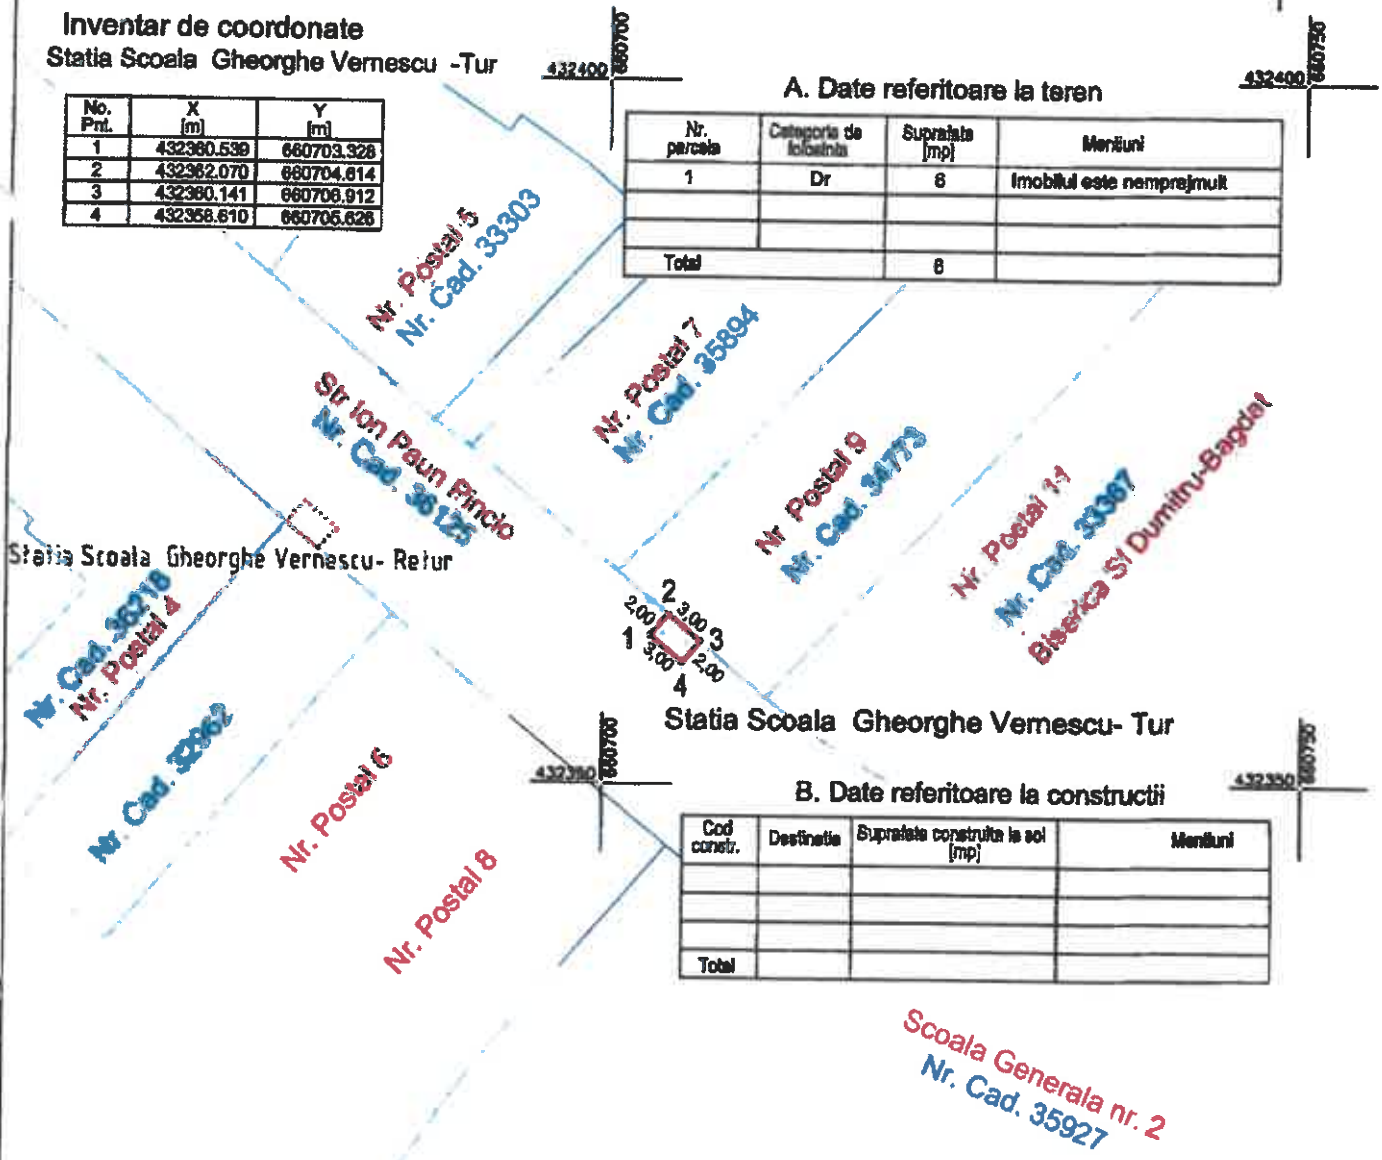 Inventar de coordonate
Statia Scoala Gheorghe Vernescu -Tur
No. Pnt. X [m] Y [m]
1 432360.539 660703.328
2 432362.070 660704.614
3 432360.141 660706.912
4 432358.610 660705.626
432400 660700
432400 660750
A. Date referitoare la teren
Nr. parcela Categoria de folosinta Suprafata [mp] Mentiuni
1 Dr 6 Imobilul este nemprejmuit
Total 6
Nr. Postal 5
Nr. Cad. 33303
Nr. Postal 7
Nr. Cad. 35894
Str Ion Paun Pincio
Nr. Cad. 36125
Nr Postal 9
Nr. Cad. 34773
Nr. Postal 11
Nr. Cad. 33367
Biserica Sf Dumitru-Bagdat
Statia Scoala Gheorghe Vernescu- Retur
Nr. Cad. 36218
Nr. Postal 4
2
2,00 3,00
1 3
3,00 2,00
4
Statia Scoala Gheorghe Vernescu- Tur
Nr. Cad. 32962
Nr. Postal 6
Nr. Postal 8
432350 660700
432350 660750
B. Date referitoare la constructii
Cod constr. Destinatie Suprafata construita la sol [mp] Mentiuni
Total
Scoala Generala nr. 2
Nr. Cad. 35927